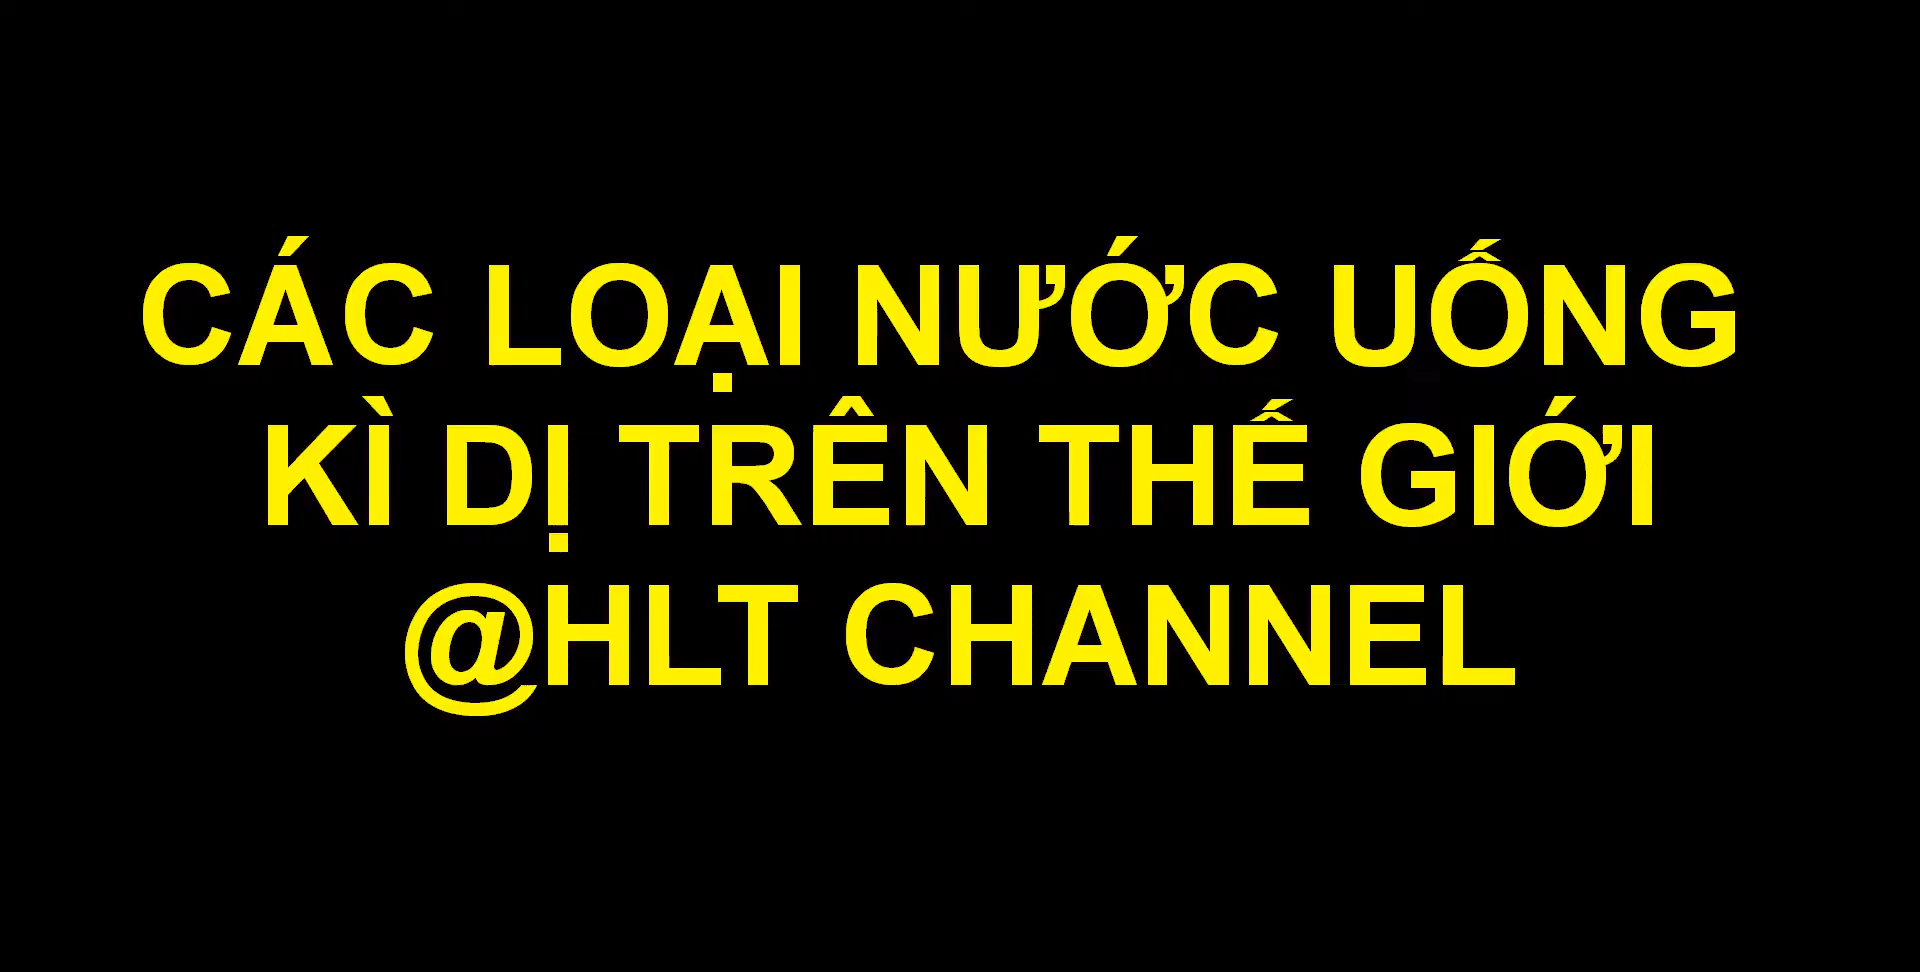 CÁC LOẠI NƯỚC UỐNG
KÌ DỊ TRÊN THẾ GIỚI
@HLT CHANNEL